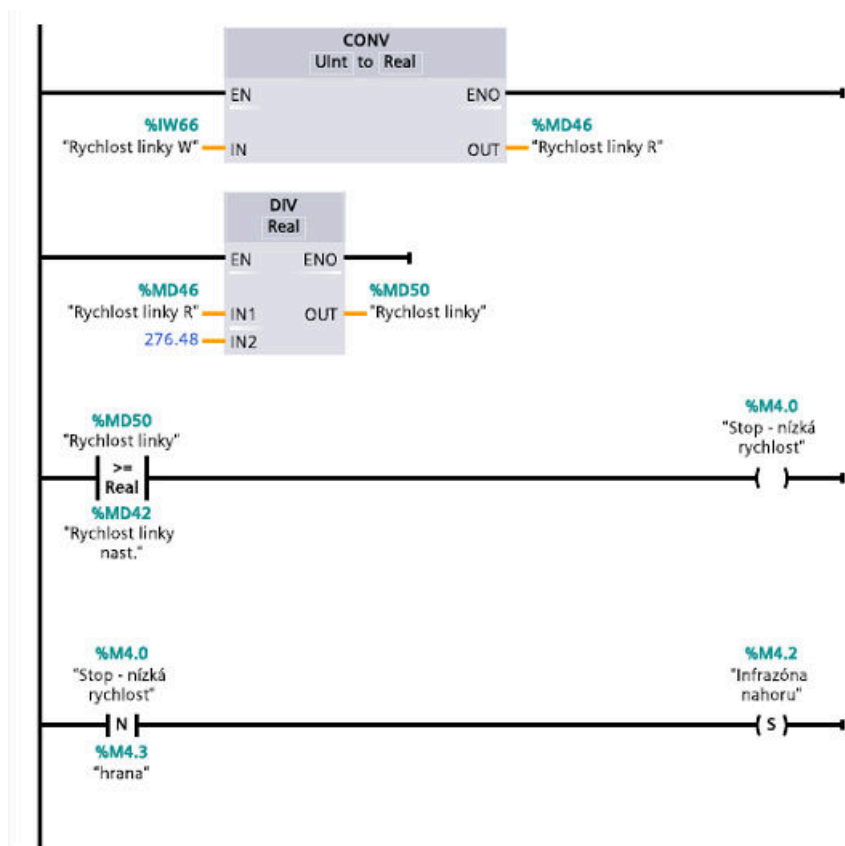 CONV
UInt to Real
EN ENO
%IW66
"Rychlost linky W" IN
OUT %MD46
"Rychlost linky R"
DIV
Real
EN ENO
%MD46
"Rychlost linky R" IN1
OUT %MD50
"Rychlost linky"
276.48 IN2
%MD50
"Rychlost linky"
>=
Real
%MD42
"Rychlost linky
nast."
%M4.0
"Stop - nízká
rychlost"
( )
%M4.0
"Stop - nízká
rychlost"
N
%M4.3
"hrana"
%M4.2
"Infrazóna
nahoru"
( S )